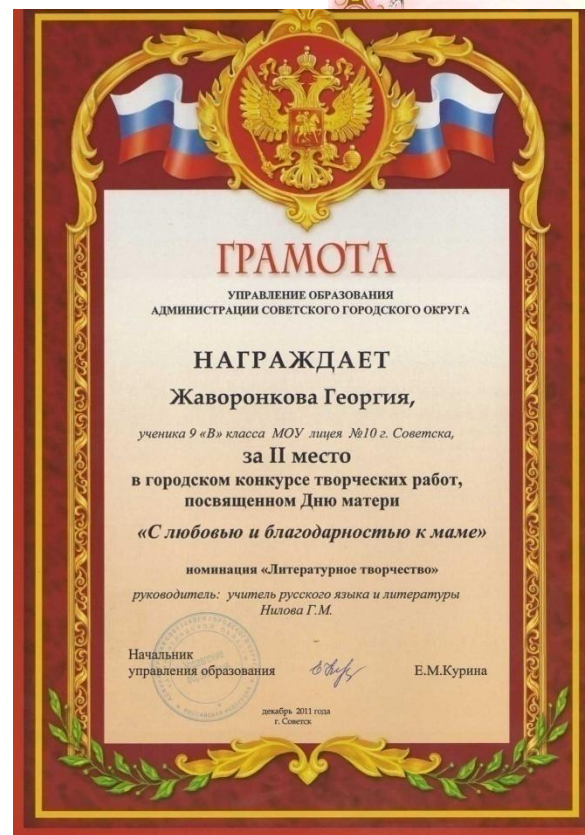 ГРАМОТА
УПРАВЛЕНИЕ ОБРАЗОВАНИЯ
АДМИНИСТРАЦИИ СОВЕТСКОГО ГОРОДСКОГО ОКРУГА
НАГРАЖДАЕТ
Жаворонкова Георгия,
ученика 9 «В» класса МОУ лицея №10 г. Советска,
за II место
в городском конкурсе творческих работ,
посвященном Дню матери
«С любовью и благодарностью к маме»
номинация «Литературное творчество»
руководитель: учитель русского языка и литературы
Нилова Г.М.
Начальник
управления образования Е.М.Курина
декабрь 2011 года
г. Советск